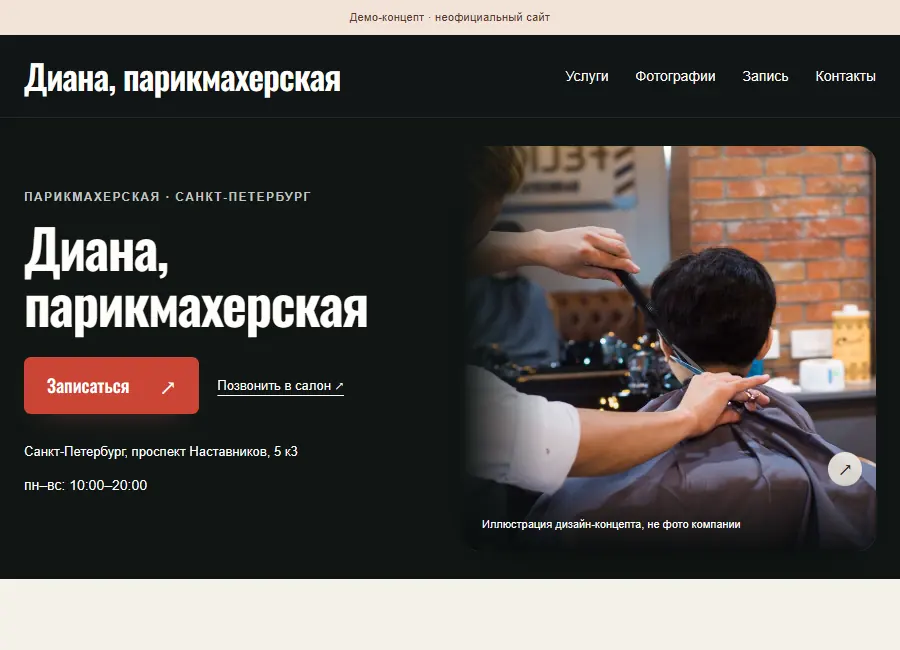 Демо-концепт · неофициальный сайт
Диана, парикмахерская
Услуги
Фотографии
Запись
Контакты
ПАРИКМАХЕРСКАЯ · САНКТ-ПЕТЕРБУРГ
Диана,
парикмахерская
Записаться ↗
Позвонить в салон ↗
Санкт-Петербург, проспект Наставников, 5 к3
пн–вс: 10:00–20:00
↗
Иллюстрация дизайн-концепта, не фото компании